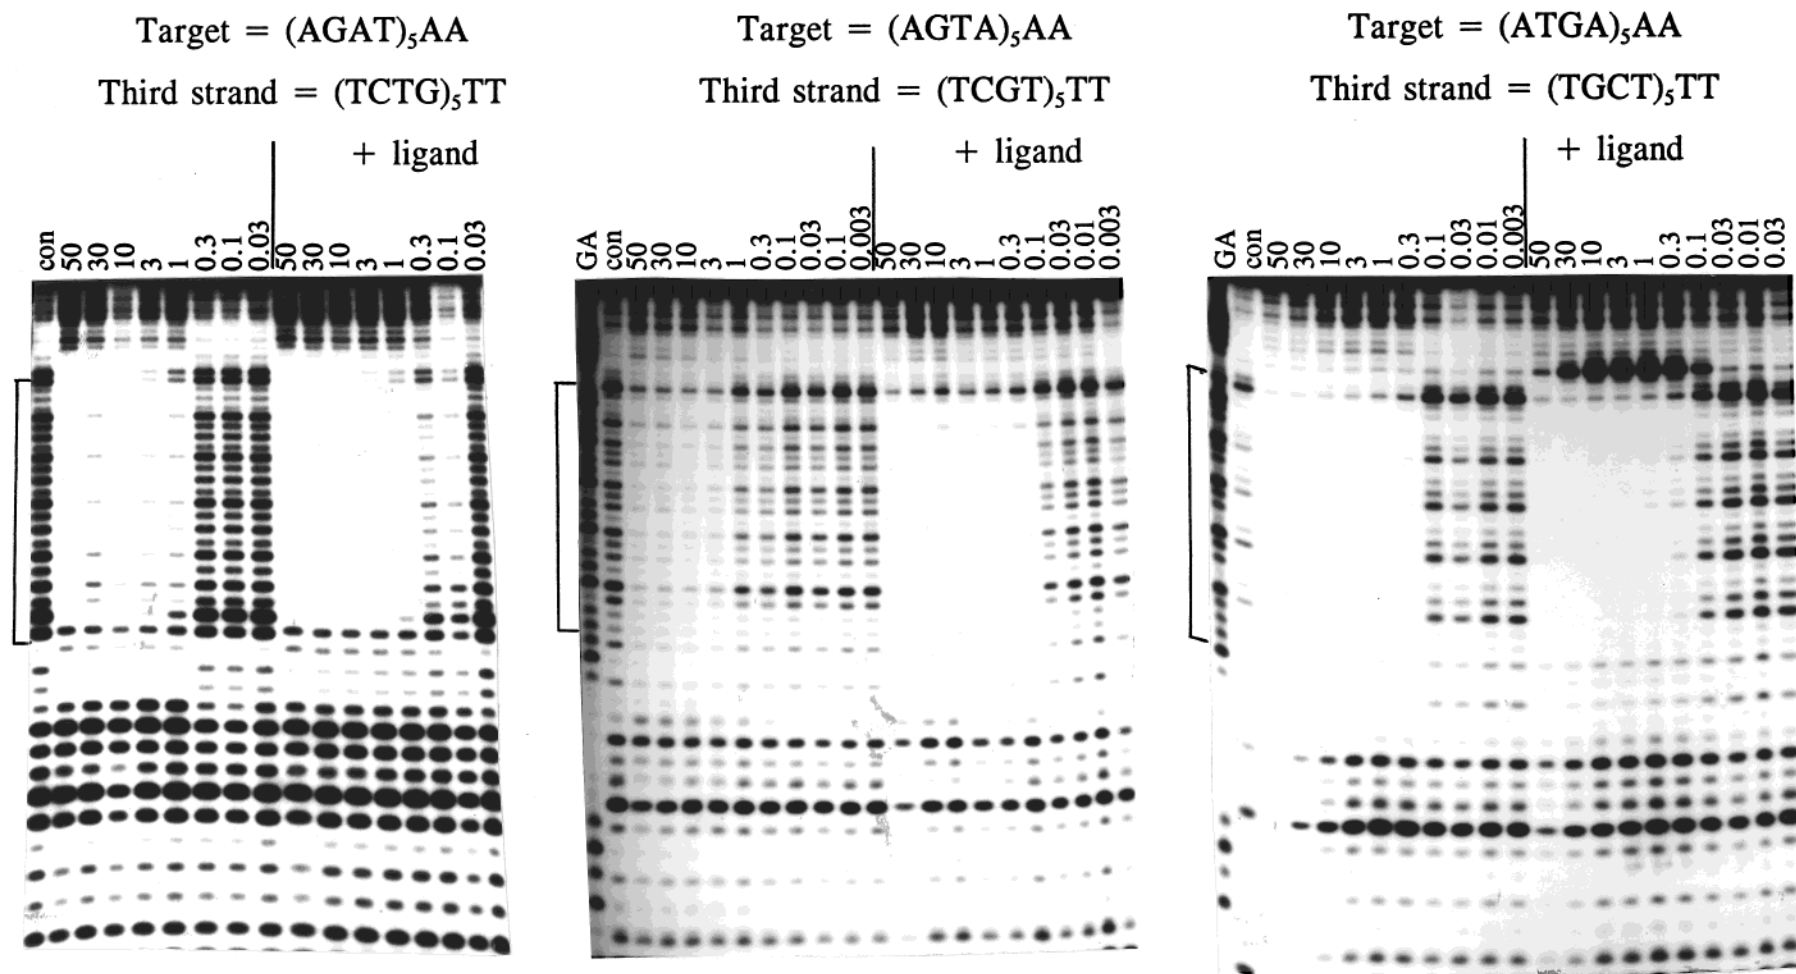 Target = (AGAT)₅AA
Third strand = (TCTG)₅TT
+ ligand
con 50 30 10 3 1 0.3 0.1 0.03 50 30 10 3 1 0.3 0.1 0.03
Target = (AGTA)₅AA
Third strand = (TCGT)₅TT
+ ligand
GA con 50 30 10 3 1 0.3 0.1 0.03 0.1 0.003 50 30 10 3 1 0.3 0.1 0.03 0.01 0.003
Target = (ATGA)₅AA
Third strand = (TGCT)₅TT
+ ligand
GA con 50 30 10 3 1 0.3 0.1 0.03 0.01 0.003 50 30 10 3 1 0.3 0.1 0.03 0.01 0.03